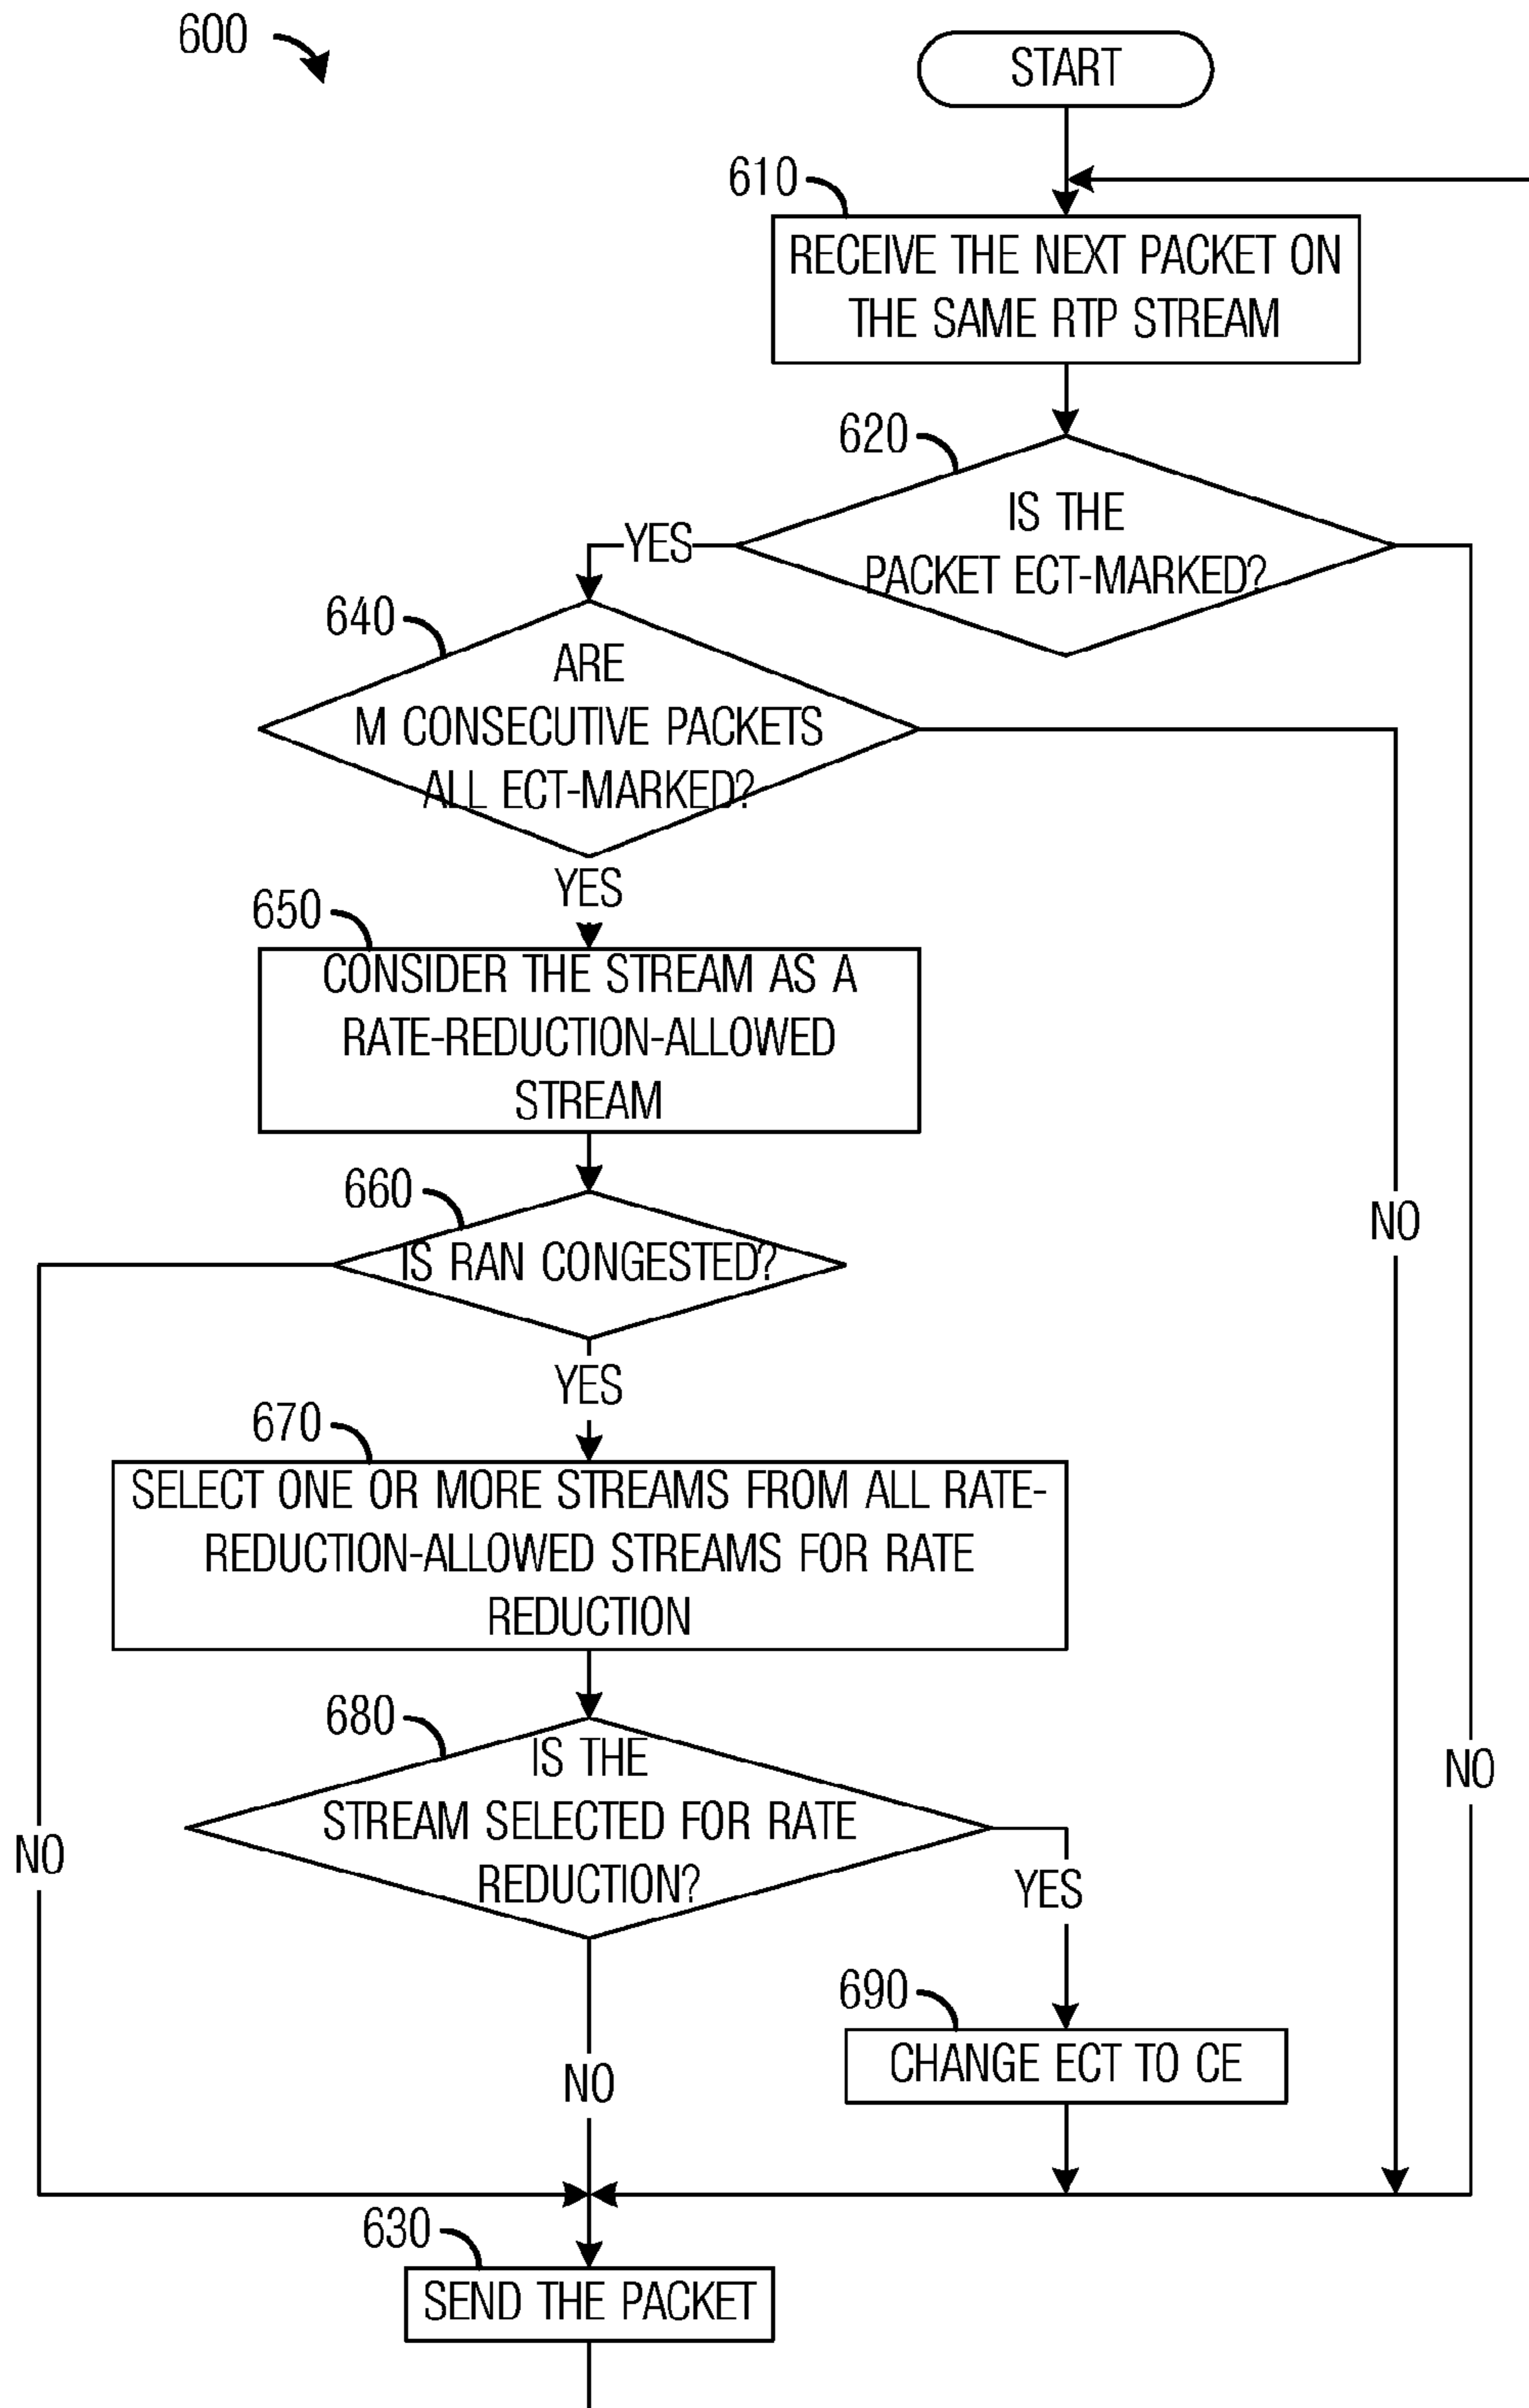 600
START
610
RECEIVE THE NEXT PACKET ON
THE SAME RTP STREAM
620
IS THE
PACKET ECT-MARKED?
YES
640
ARE
M CONSECUTIVE PACKETS
ALL ECT-MARKED?
YES
650
CONSIDER THE STREAM AS A
RATE-REDUCTION-ALLOWED
STREAM
660
IS RAN CONGESTED?
NO
YES
670
SELECT ONE OR MORE STREAMS FROM ALL RATE-
REDUCTION-ALLOWED STREAMS FOR RATE
REDUCTION
680
IS THE
STREAM SELECTED FOR RATE
REDUCTION?
NO
NO
YES
690
CHANGE ECT TO CE
NO
630
SEND THE PACKET